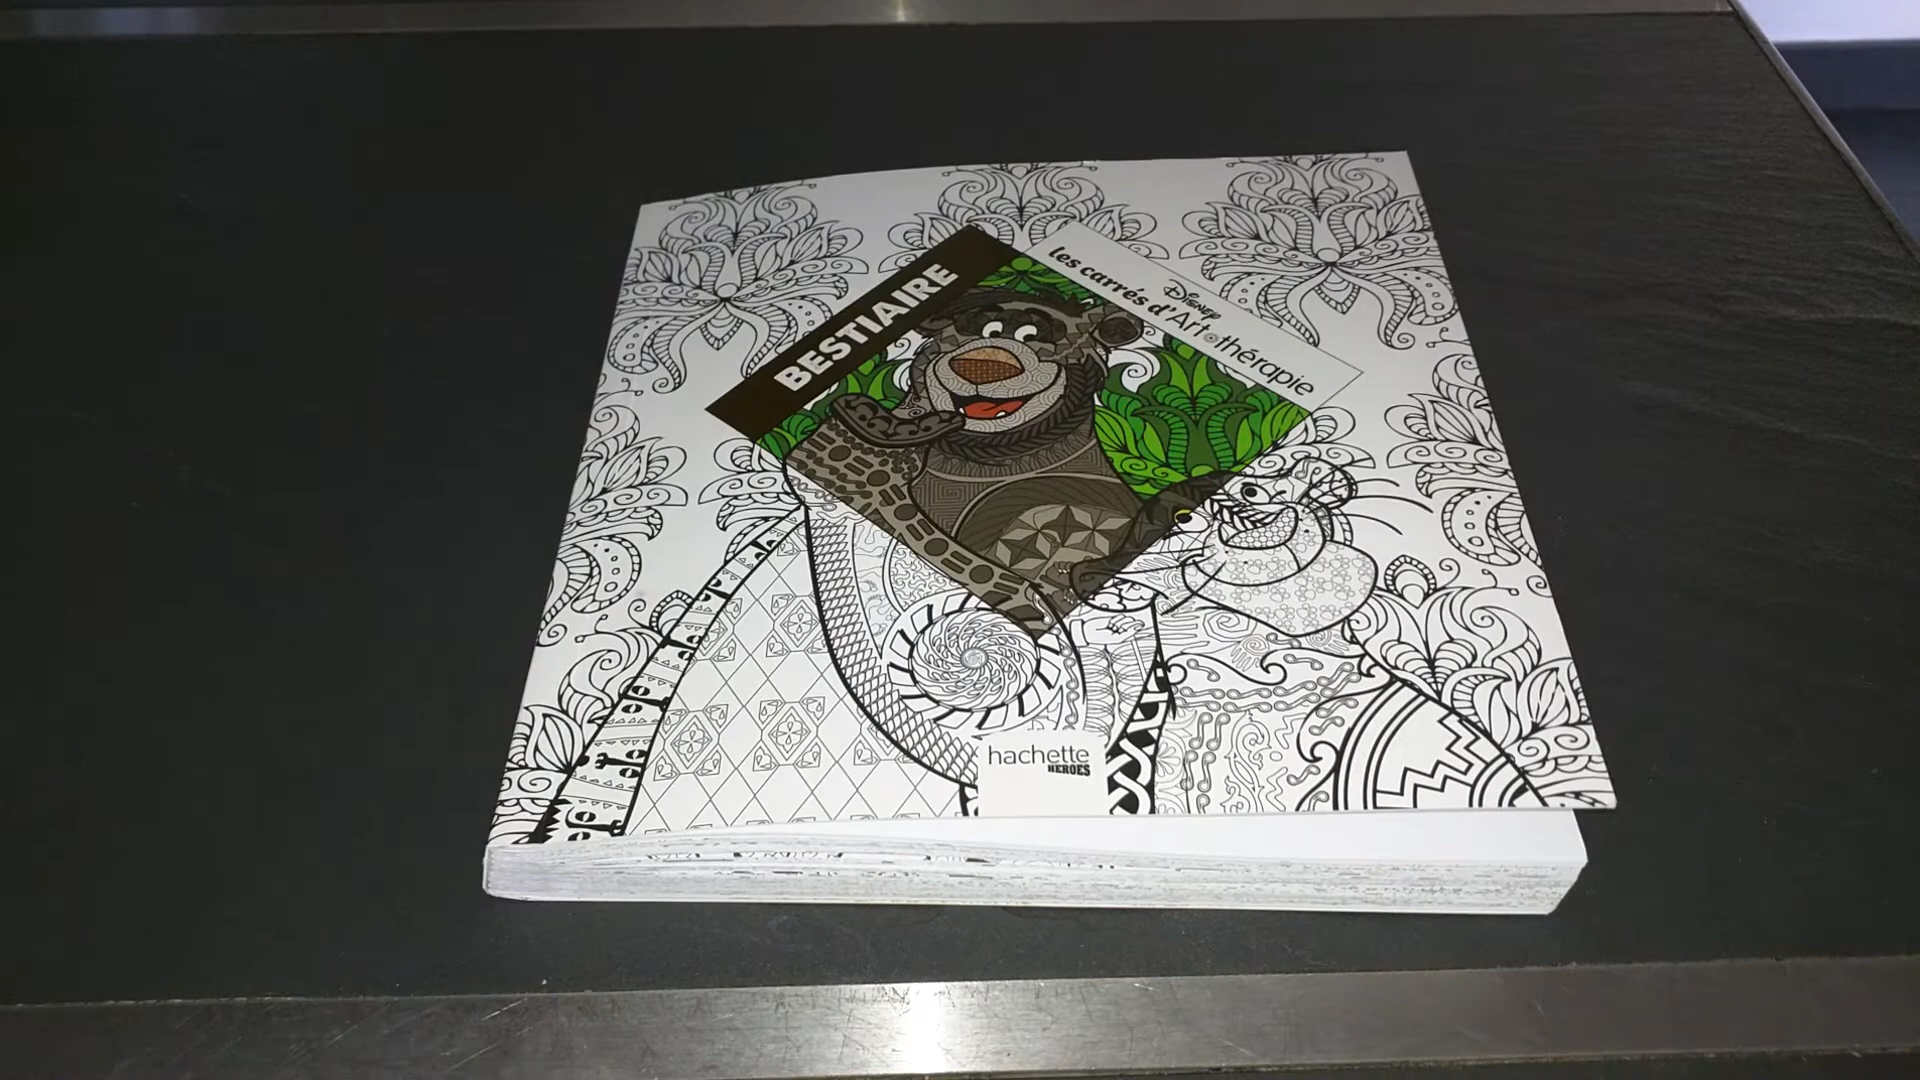 BESTIAIRE
DISNEY
les carrés d'Art-thérapie
hachette
HEROES